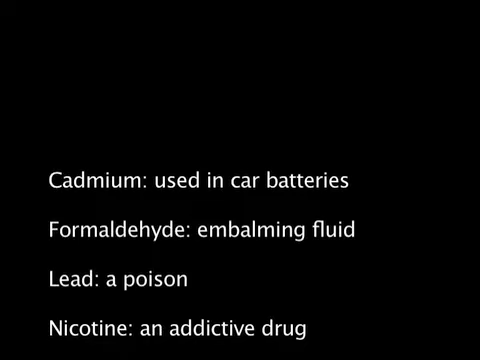 Cadmium: used in car batteries
Formaldehyde: embalming fluid
Lead: a poison
Nicotine: an addictive drug